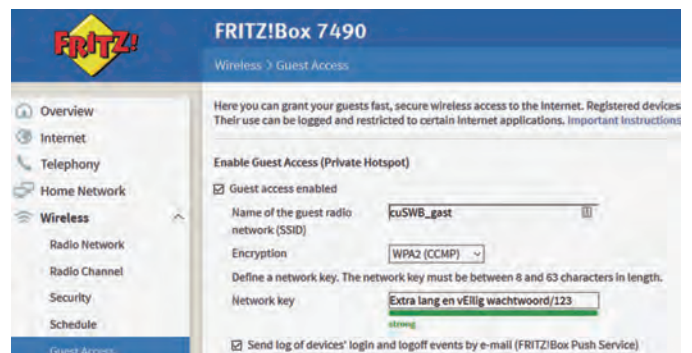 FRITZ!
FRITZ!Box 7490
Wireless > Guest Access
Overview
Internet
Telephony
Home Network
Wireless
Radio Network
Radio Channel
Security
Schedule
Guest Access
Here you can grant your guests fast, secure wireless access to the Internet. Registered devices
Their use can be logged and restricted to certain Internet applications. Important Instructions
Enable Guest Access (Private Hotspot)
Guest access enabled
Name of the guest radio
network (SSID)
cuSWB_gast
Encryption
WPA2 (CCMP)
Define a network key. The network key must be between 8 and 63 characters in length.
Network key
Extra lang en vEilig wachtwoord/123
strong
Send log of devices' login and logoff events by e-mail (FRITZ!Box Push Service)